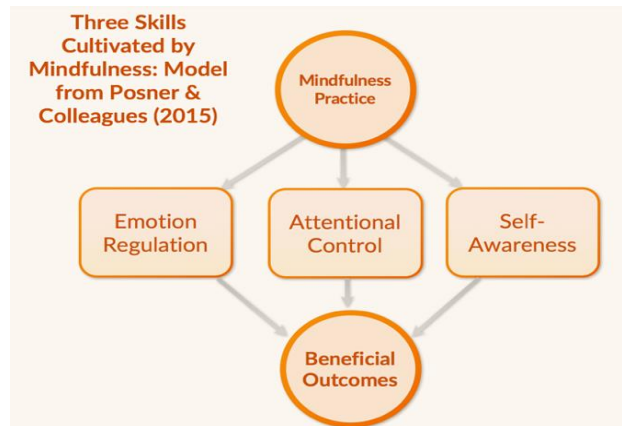 Three Skills
Cultivated by
Mindfulness: Model
from Posner &
Colleagues (2015)
Mindfulness
Practice
Emotion
Regulation
Attentional
Control
Self-
Awareness
Beneficial
Outcomes